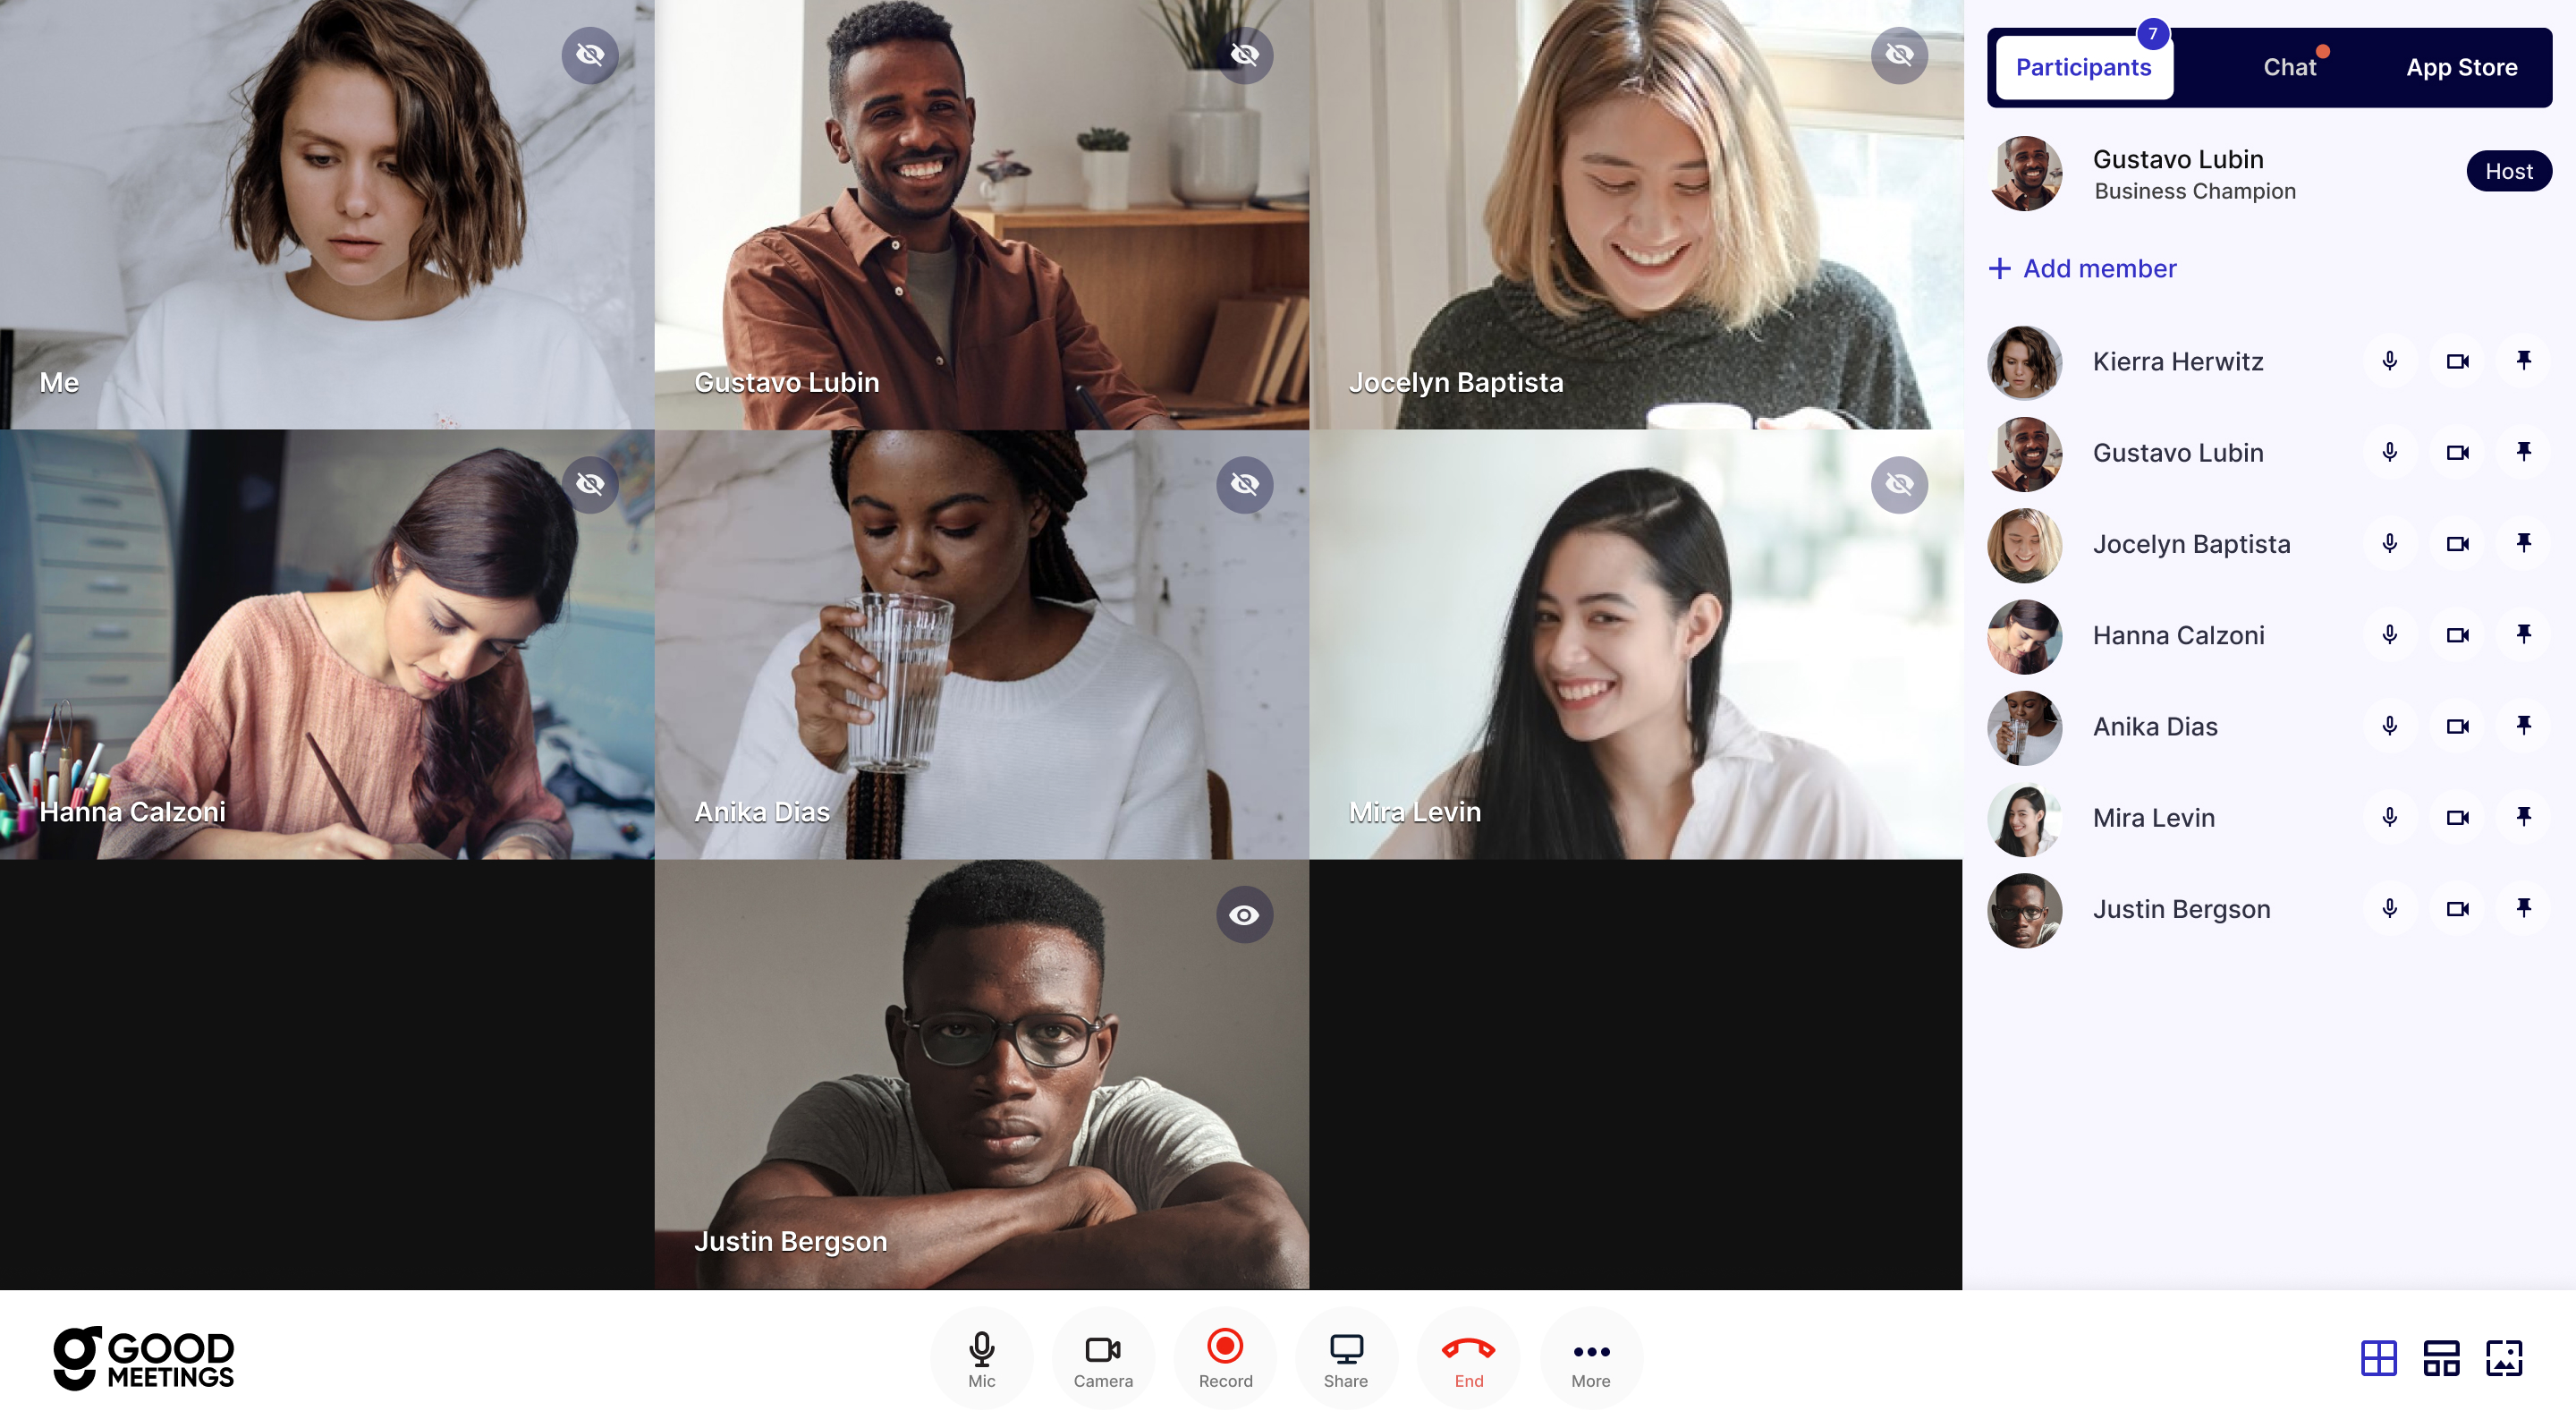 Me
Gustavo Lubin
Jocelyn Baptista
Hanna Calzoni
Anika Dias
Mira Levin
Justin Bergson
Participants
7
Chat
App Store
Gustavo Lubin
Business Champion
Host
+ Add member
Kierra Herwitz
Gustavo Lubin
Jocelyn Baptista
Hanna Calzoni
Anika Dias
Mira Levin
Justin Bergson
g GOOD
MEETINGS
Mic
Camera
Record
Share
End
More